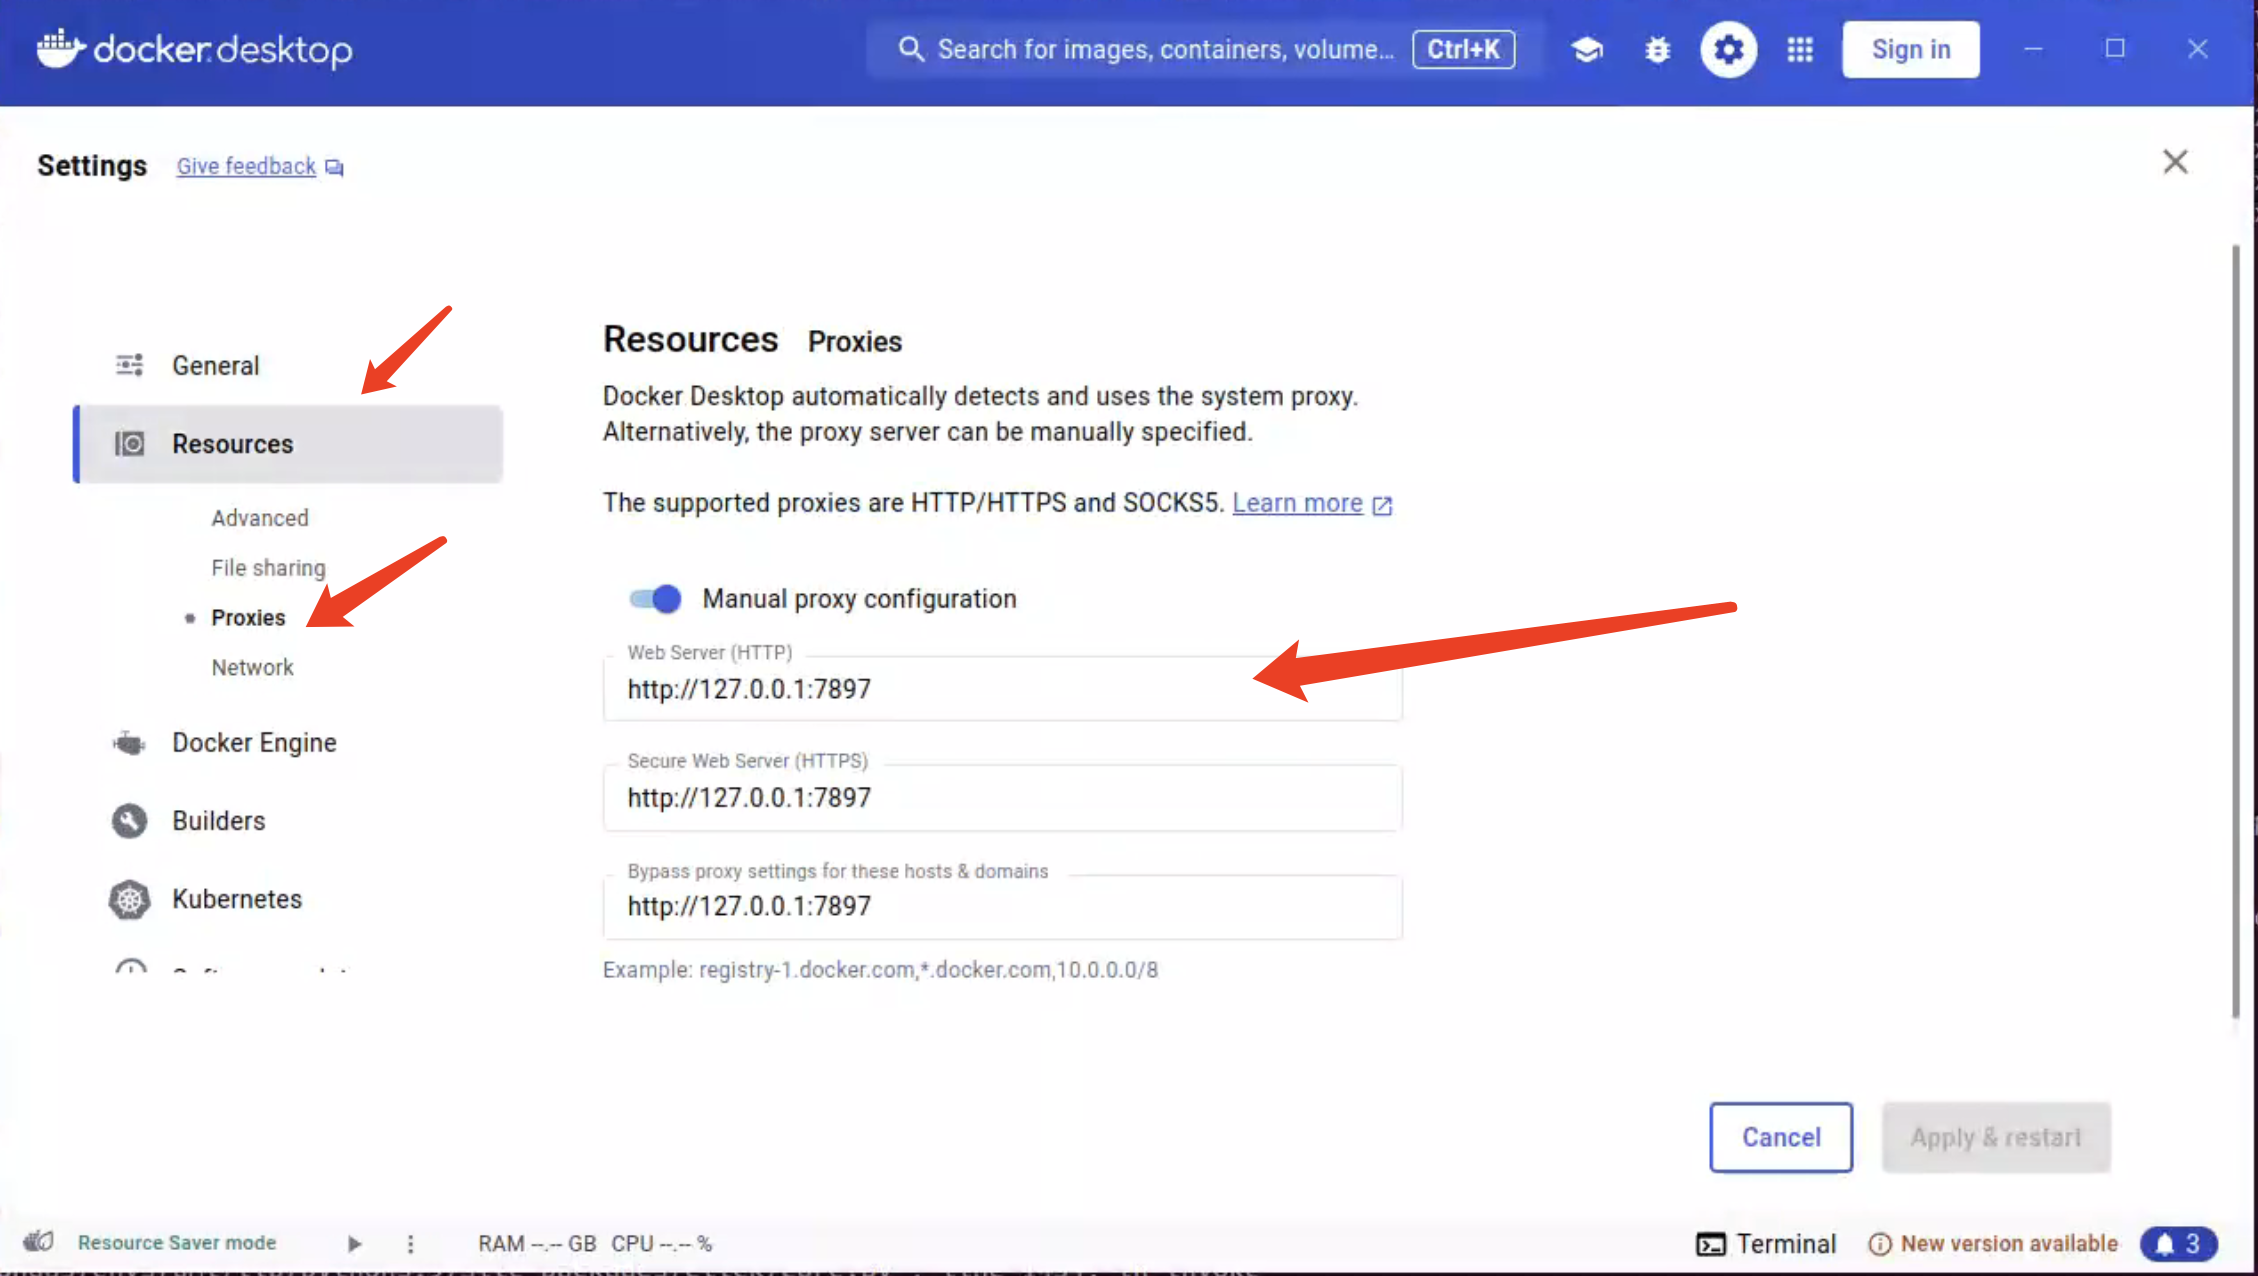 docker.desktop
Search for images, containers, volume...
Ctrl+K
Sign in
Settings
Give feedback
General
Resources
Advanced
File sharing
Proxies
Network
Docker Engine
Builders
Kubernetes
Resources Proxies
Docker Desktop automatically detects and uses the system proxy.
Alternatively, the proxy server can be manually specified.
The supported proxies are HTTP/HTTPS and SOCKS5. Learn more
Manual proxy configuration
Web Server (HTTP)
http://127.0.0.1:7897
Secure Web Server (HTTPS)
http://127.0.0.1:7897
Bypass proxy settings for these hosts & domains
http://127.0.0.1:7897
Example: registry-1.docker.com,*.docker.com,10.0.0.0/8
Cancel
Apply & restart
Resource Saver mode
RAM --.-- GB CPU --.-- %
Terminal
New version available
3